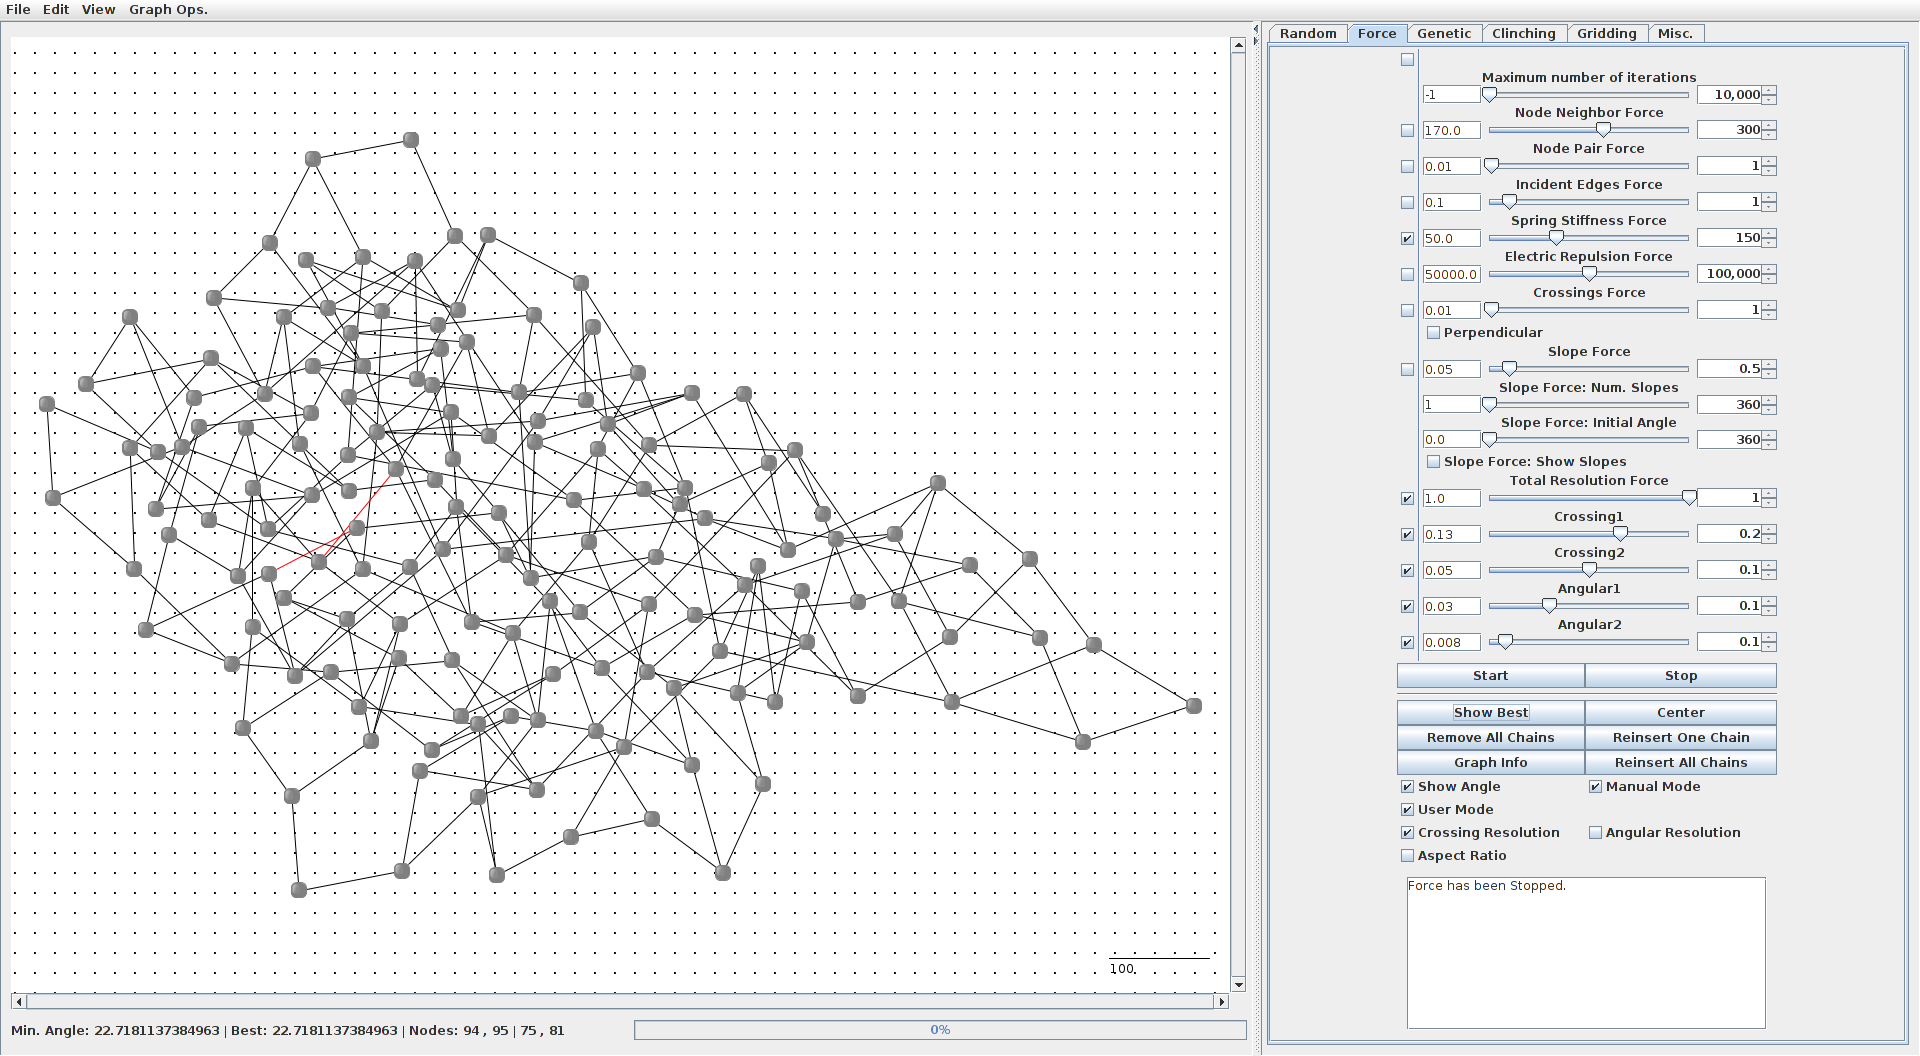 File Edit View Graph Ops.
Random Force Genetic Clinching Gridding Misc.
Maximum number of iterations
-1 10,000
Node Neighbor Force
170.0 300
Node Pair Force
0.01 1
Incident Edges Force
0.1 1
Spring Stiffness Force
50.0 150
Electric Repulsion Force
50000.0 100,000
Crossings Force
0.01 1
Perpendicular
Slope Force
0.05 0.5
Slope Force: Num. Slopes
1 360
Slope Force: Initial Angle
0.0 360
Slope Force: Show Slopes
Total Resolution Force
1.0 1
Crossing1
0.13 0.2
Crossing2
0.05 0.1
Angular1
0.03 0.1
Angular2
0.008 0.1
Start Stop
Show Best Center
Remove All Chains Reinsert One Chain
Graph Info Reinsert All Chains
Show Angle Manual Mode
User Mode
Crossing Resolution Angular Resolution
Aspect Ratio
Force has been Stopped.
100
Min. Angle: 22.7181137384963 | Best: 22.7181137384963 | Nodes: 94 , 95 | 75 , 81
0%